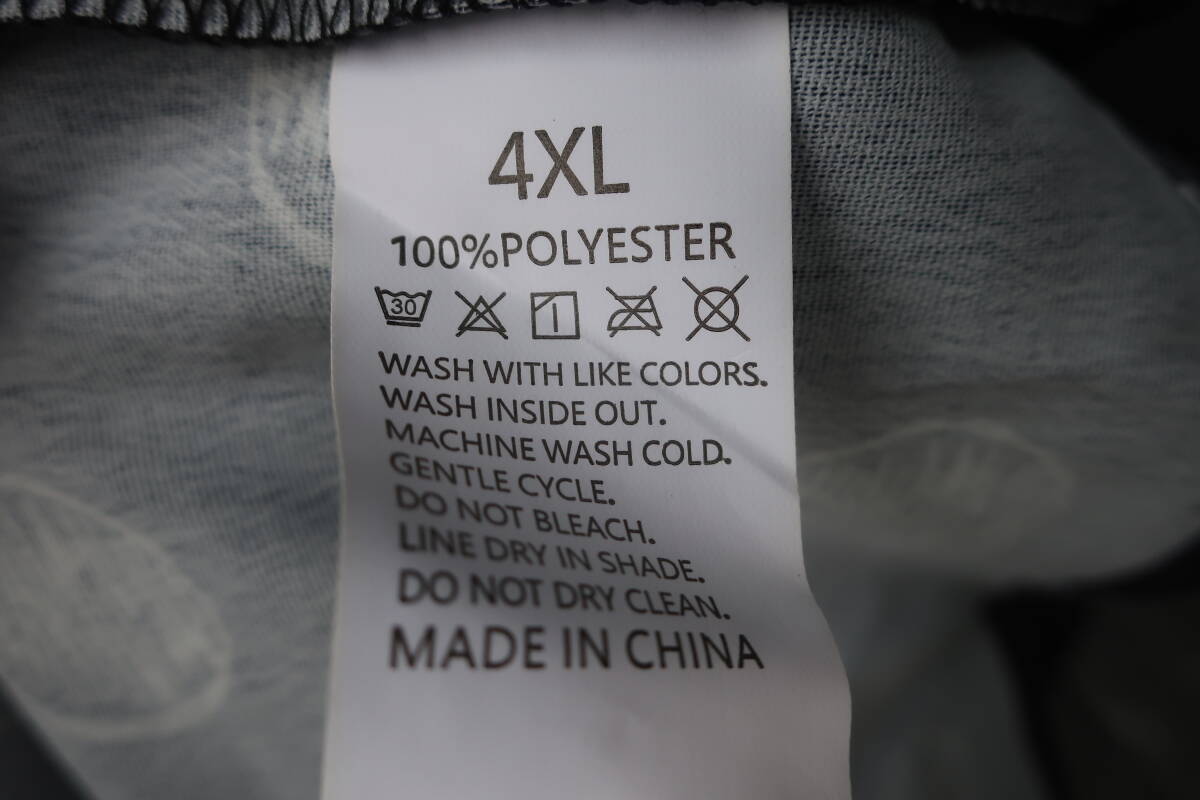 4XL
100%POLYESTER
30
WASH WITH LIKE COLORS.
WASH INSIDE OUT.
MACHINE WASH COLD.
GENTLE CYCLE.
DO NOT BLEACH.
LINE DRY IN SHADE.
DO NOT DRY CLEAN.
MADE IN CHINA